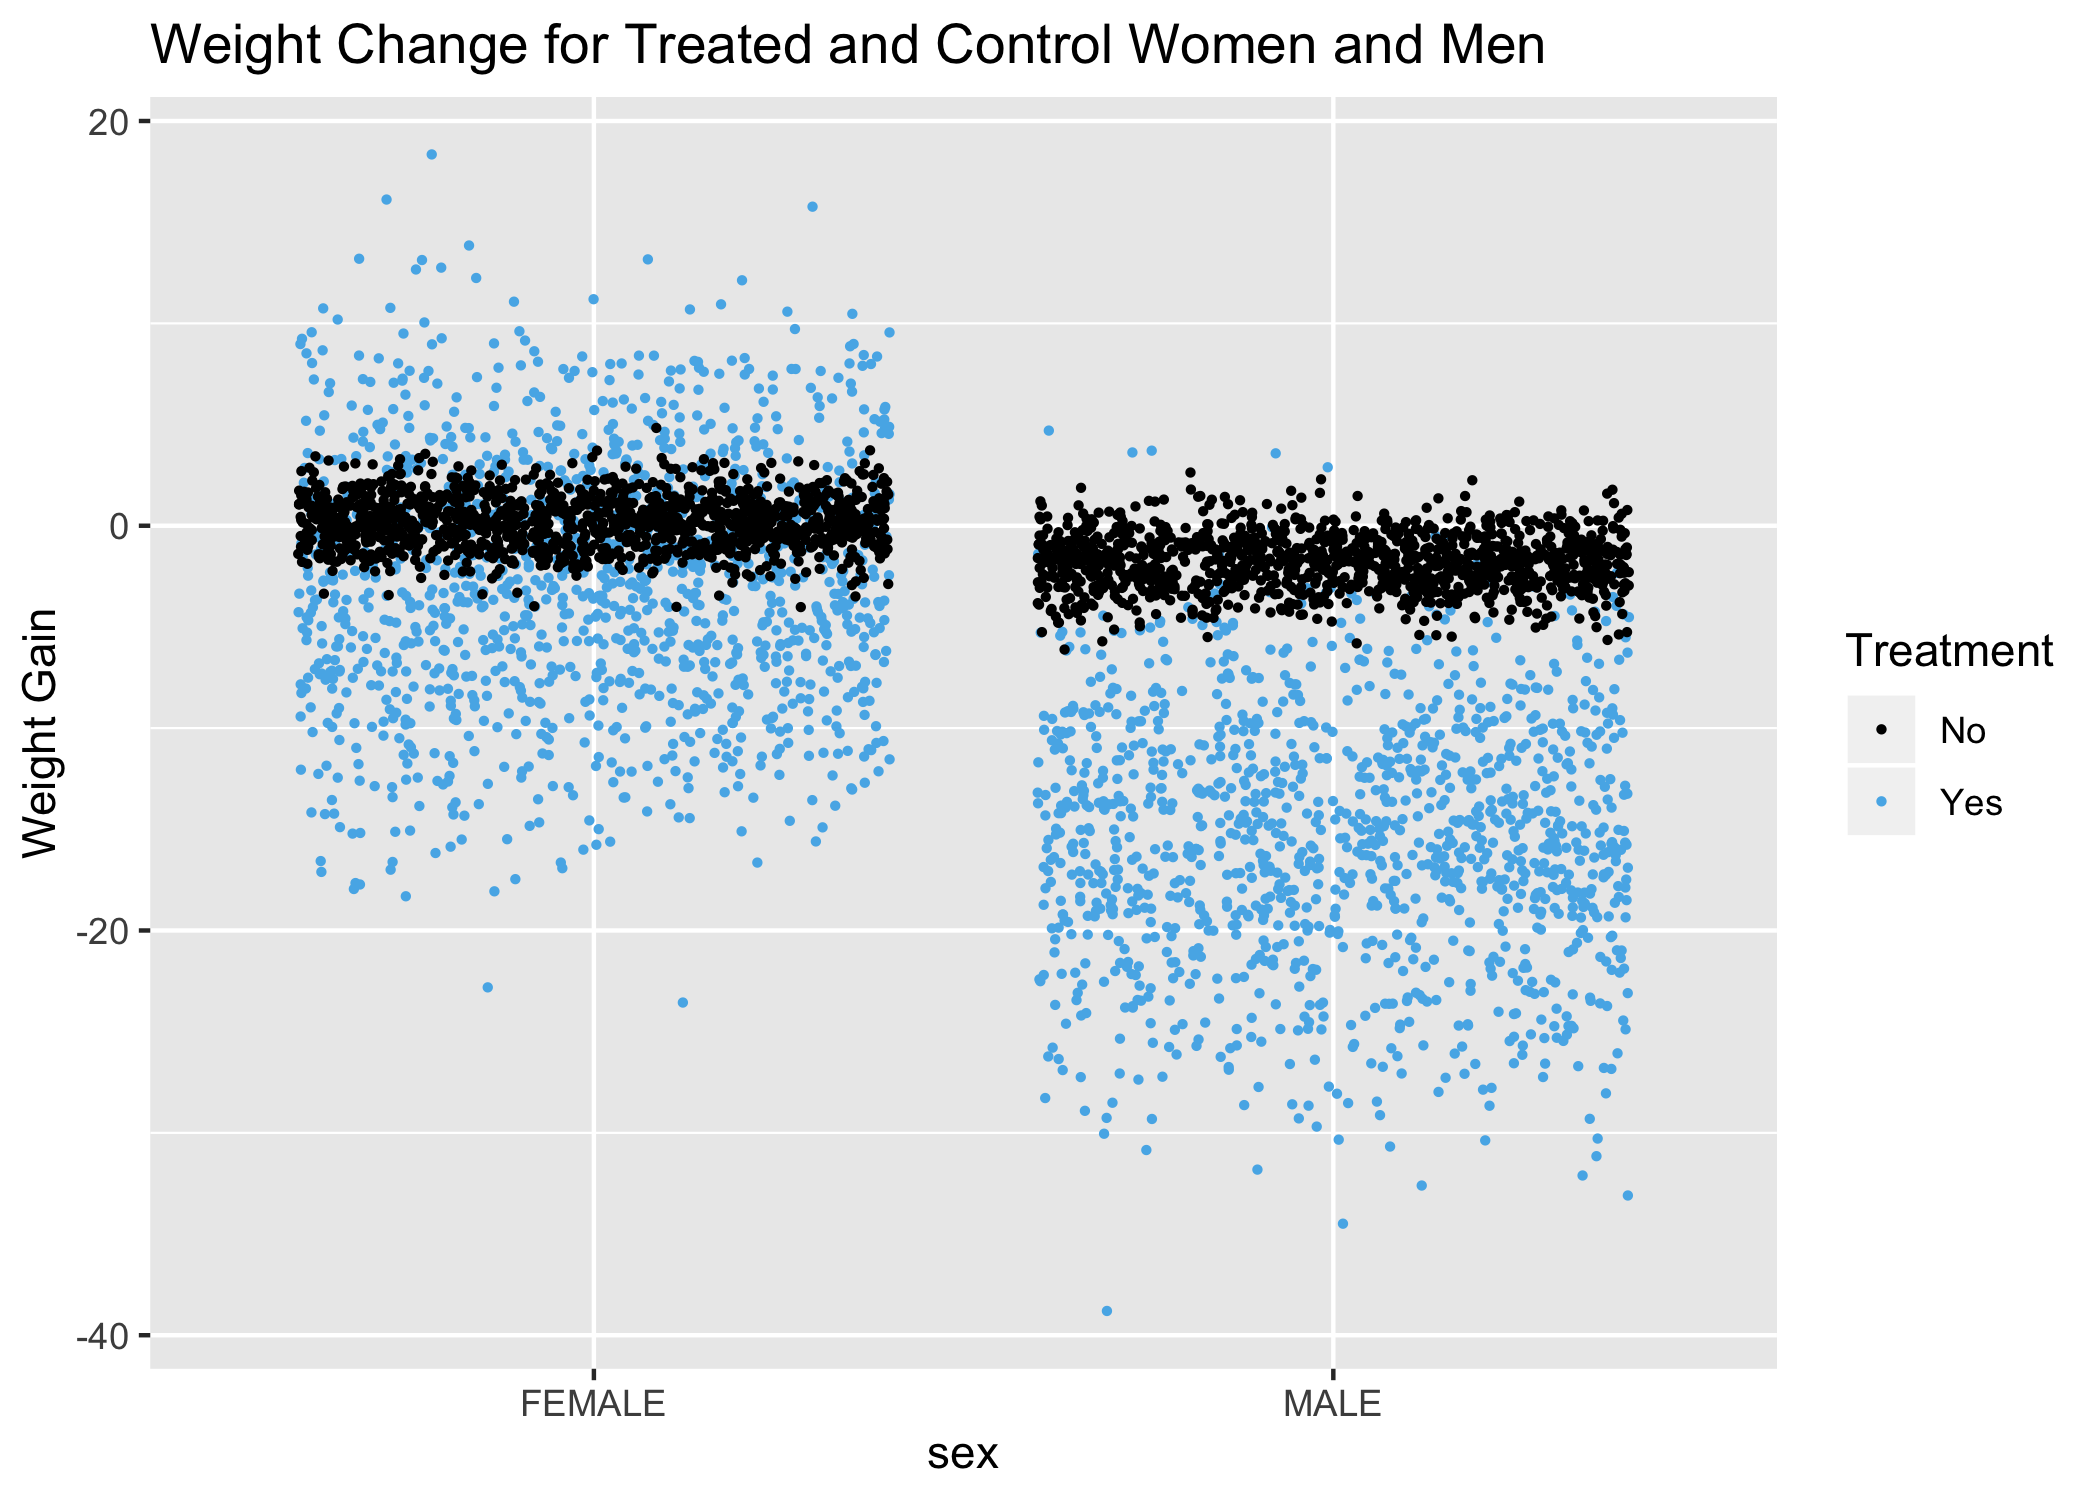 Weight Change for Treated and Control Women and Men
20
0
-20
-40
Weight Gain
FEMALE
MALE
sex
Treatment
No
Yes